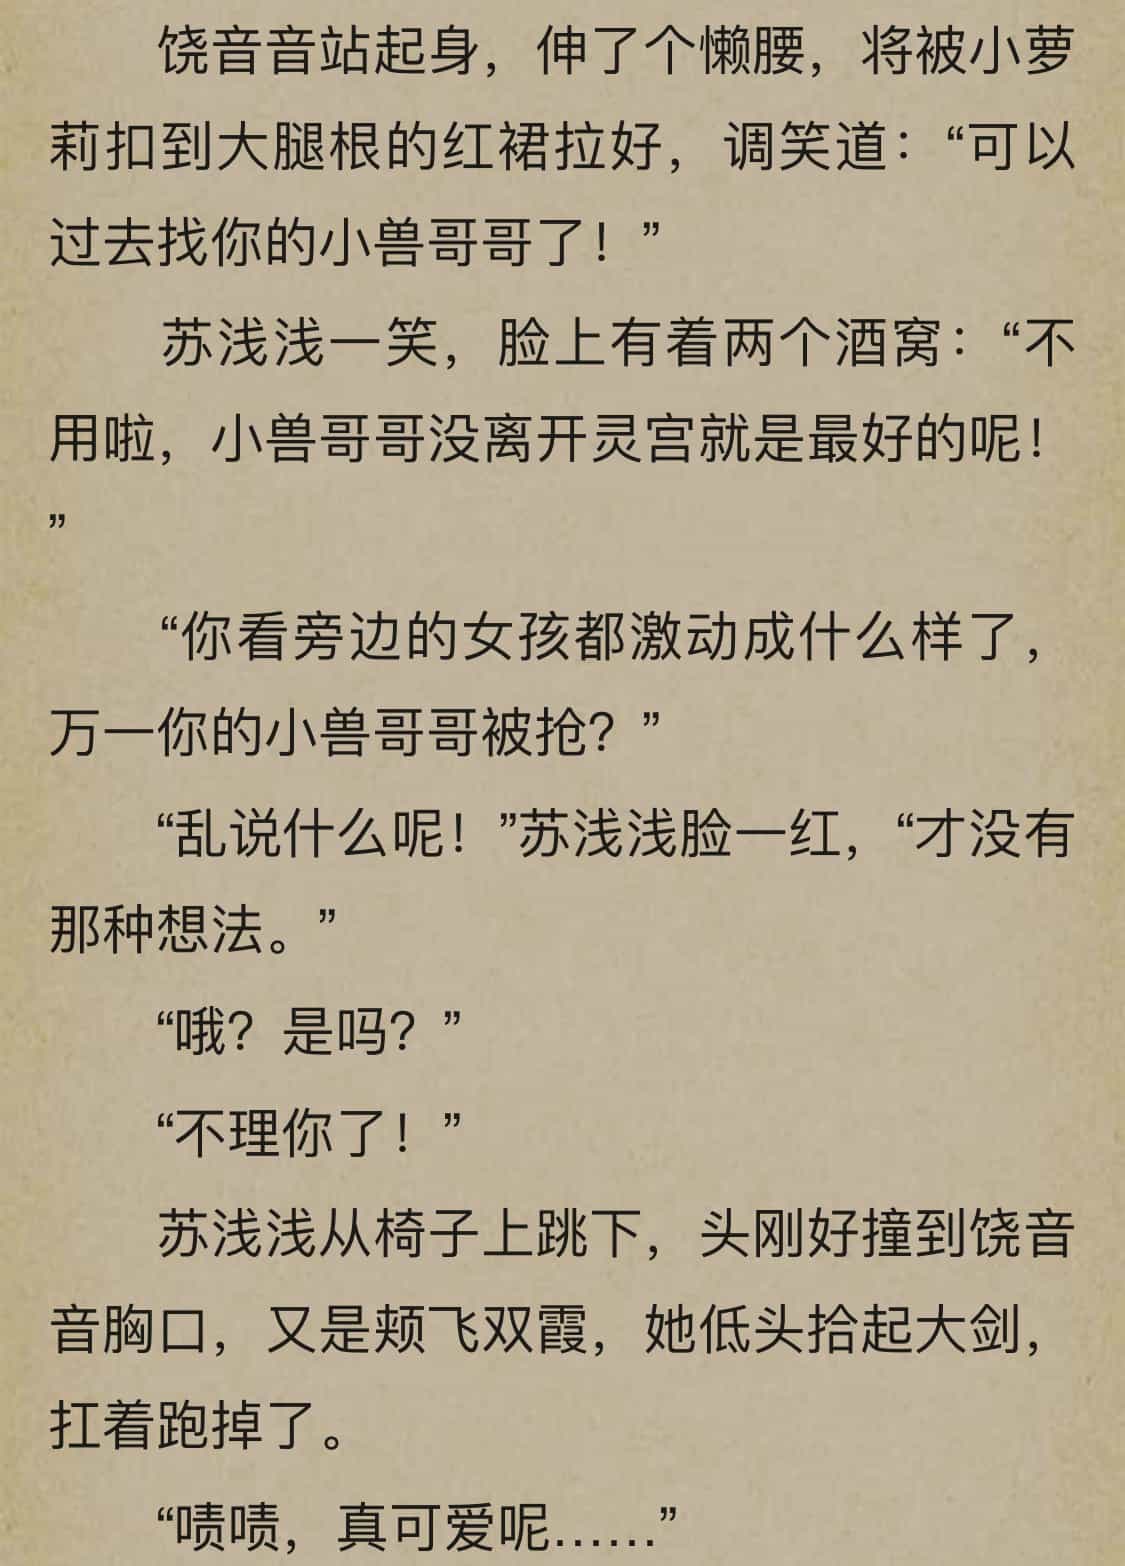 饶音音站起身，伸了个懒腰，将被小萝
莉扣到大腿根的红裙拉好，调笑道：“可以
过去找你的小兽哥哥了！”
苏浅浅一笑，脸上有着两个酒窝：“不
用啦，小兽哥哥没离开灵宫就是最好的呢！
”
“你看旁边的女孩都激动成什么样了，
万一你的小兽哥哥被抢？”
“乱说什么呢！”苏浅浅脸一红，“才没有
那种想法。”
“哦？是吗？”
“不理你了！”
苏浅浅从椅子上跳下，头刚好撞到饶音
音胸口，又是颊飞双霞，她低头拾起大剑，
扛着跑掉了。
“啧啧，真可爱呢……”